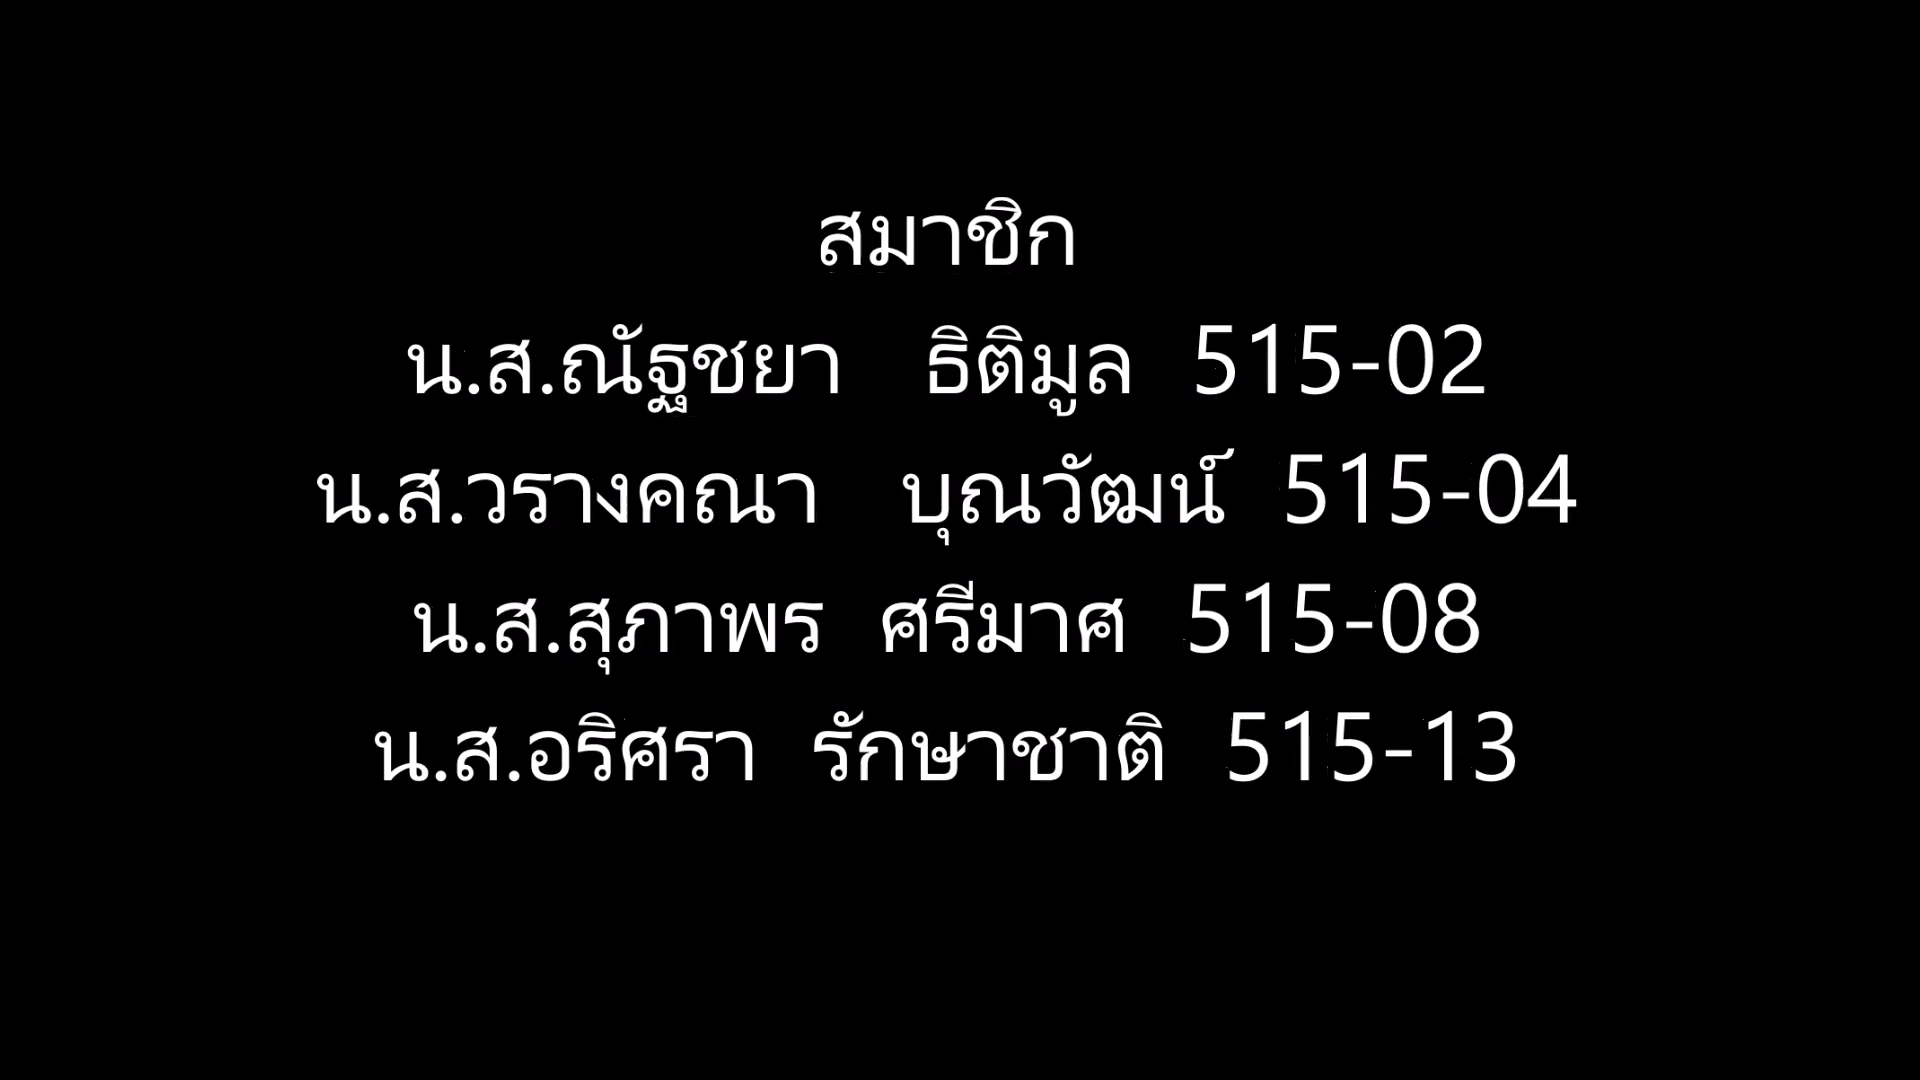 สมาชิก
น.ส.ณัฐชยา ธิติมูล 515-02
น.ส.วรางคณา บุณวัฒน์ 515-04
น.ส.สุภาพร ศรีมาศ 515-08
น.ส.อริศรา รักษาชาติ 515-13